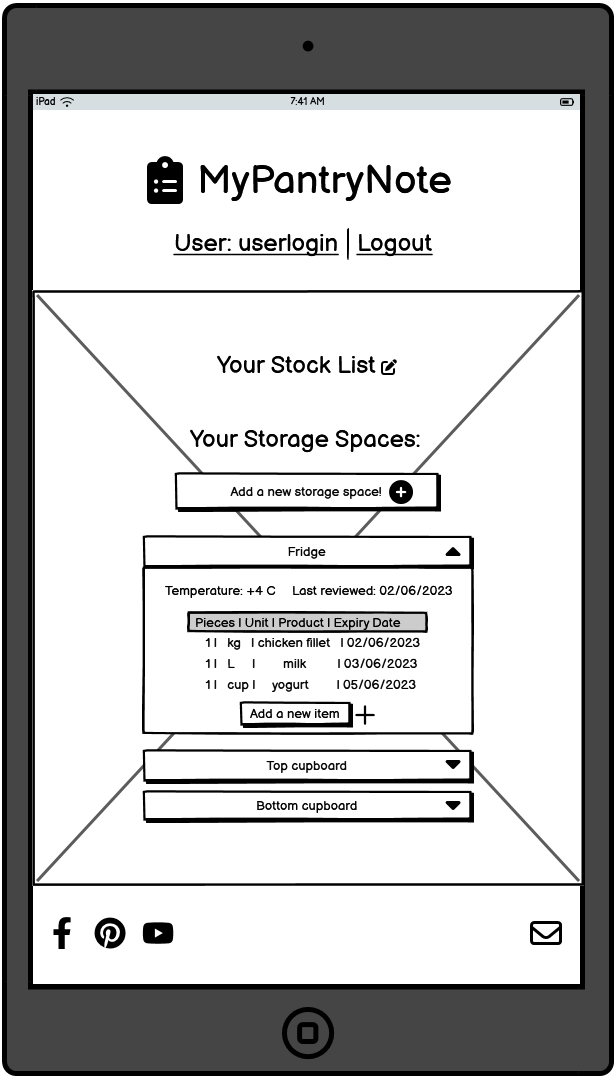 iPad 7:41 AM
MyPantryNote
User: userlogin | Logout
Your Stock List
Your Storage Spaces:
Add a new storage space!
Fridge
Temperature: +4 C Last reviewed: 02/06/2023
Pieces | Unit | Product | Expiry Date
1 | kg | chicken fillet | 02/06/2023
1 | L | milk | 03/06/2023
1 | cup | yogurt | 05/06/2023
Add a new item
Top cupboard
Bottom cupboard